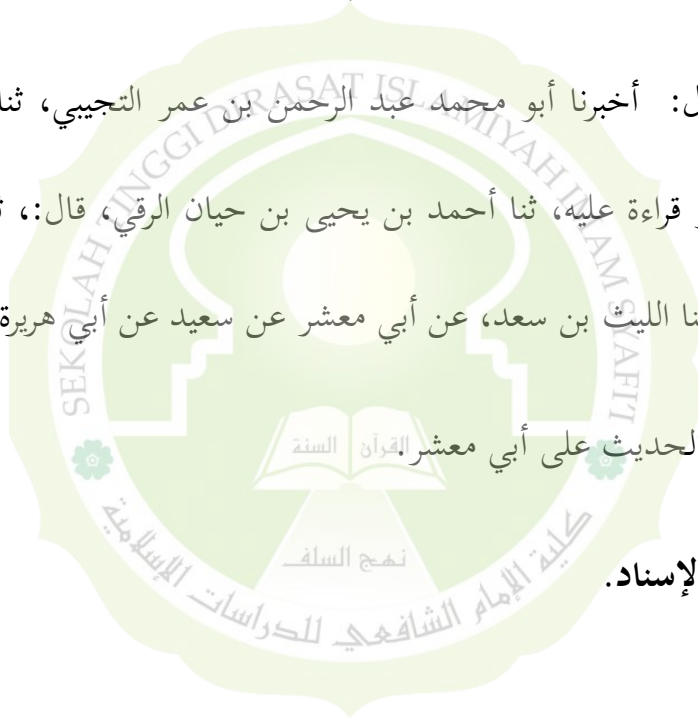 ل: أخبرنا أبو محمد عبد الرحمن بن عمر التجيبي، ثنا
قراءة عليه، ثنا أحمد بن يحيى بن حيان الرقي، قال:، ث
نا الليث بن سعد، عن أبي معشر عن سعيد عن أبي هريرة
لحديث على أبي معشر.
لإسناد.
SEKOLAH TINGGI DIRASAT ISLAMIYAH IMAM SYAFI'I
القرآن السنة
نهج السلف
كلية الإمام الشافعي للدراسات الإسلامية